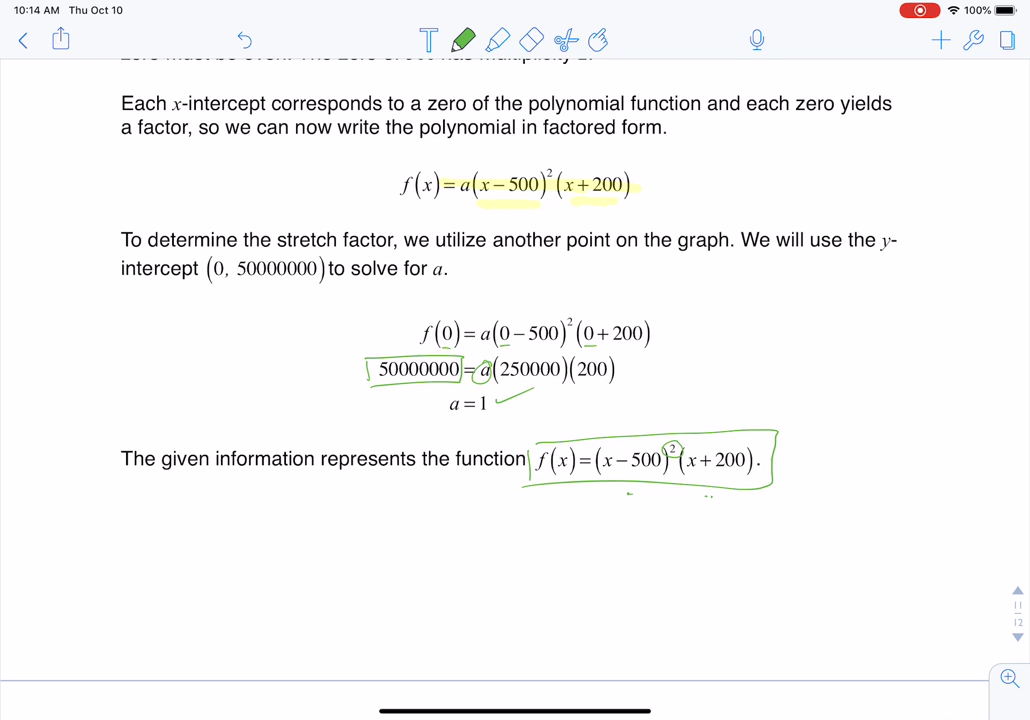 10:14 AM Thu Oct 10
100%
Each x-intercept corresponds to a zero of the polynomial function and each zero yields
a factor, so we can now write the polynomial in factored form.
f(x) = a(x − 500)²(x + 200)
To determine the stretch factor, we utilize another point on the graph. We will use the y-
intercept (0, 50000000) to solve for a.
f(0) = a(0 − 500)²(0 + 200)
50000000 = a(250000)(200)
a = 1
The given information represents the function f(x) = (x − 500)²(x + 200).
11
12